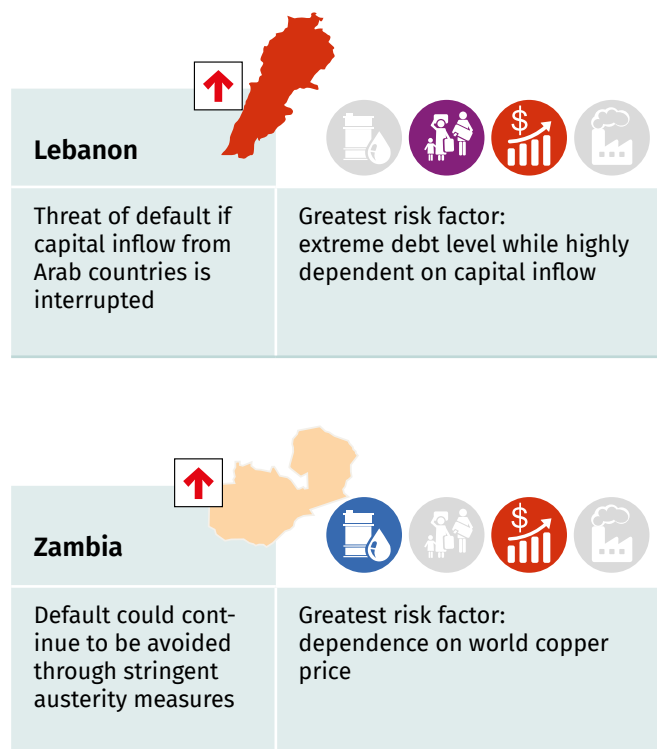 Lebanon
$
Threat of default if
capital inflow from
Arab countries is
interrupted
Greatest risk factor:
extreme debt level while highly
dependent on capital inflow
Zambia
$
Default could cont-
inue to be avoided
through stringent
austerity measures
Greatest risk factor:
dependence on world copper
price